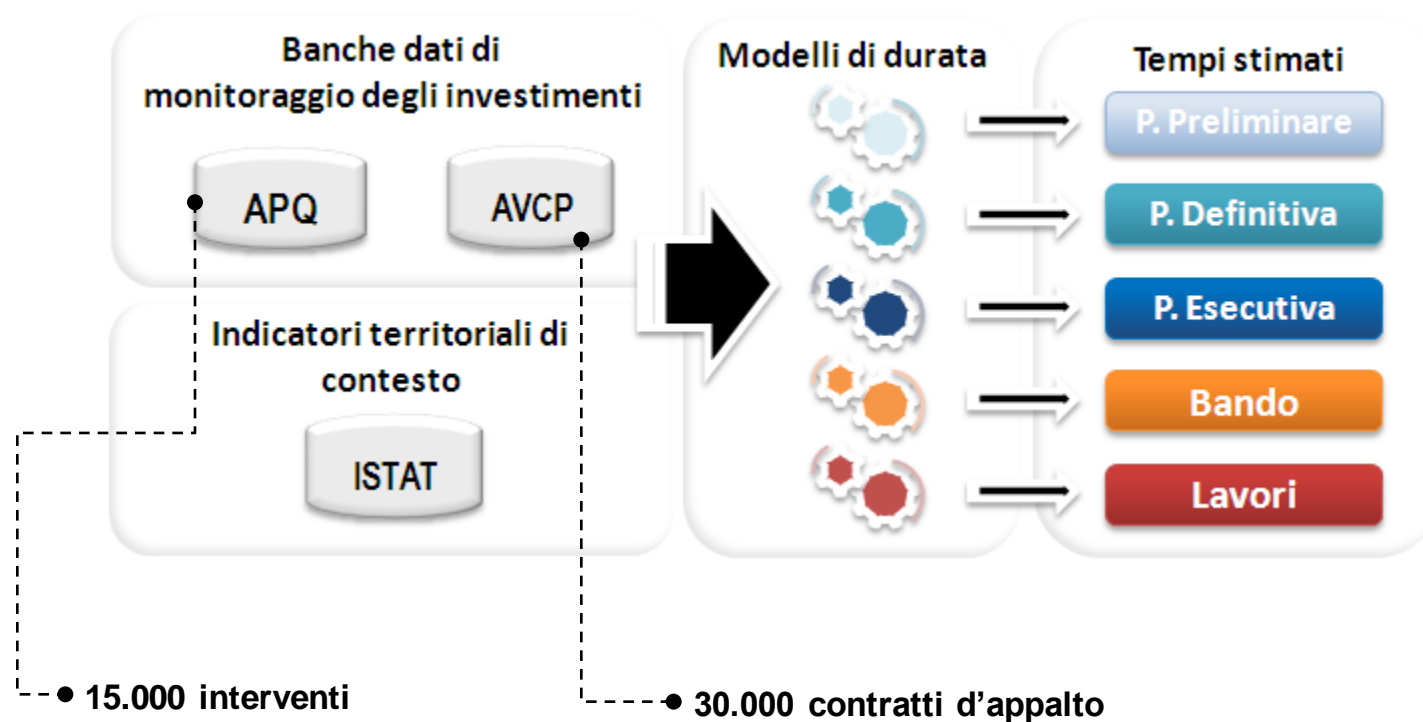 Banche dati di
monitoraggio degli investimenti
APQ
AVCP
Indicatori territoriali di
contesto
ISTAT
Modelli di durata
Tempi stimati
P. Preliminare
P. Definitiva
P. Esecutiva
Bando
Lavori
15.000 interventi
30.000 contratti d’appalto